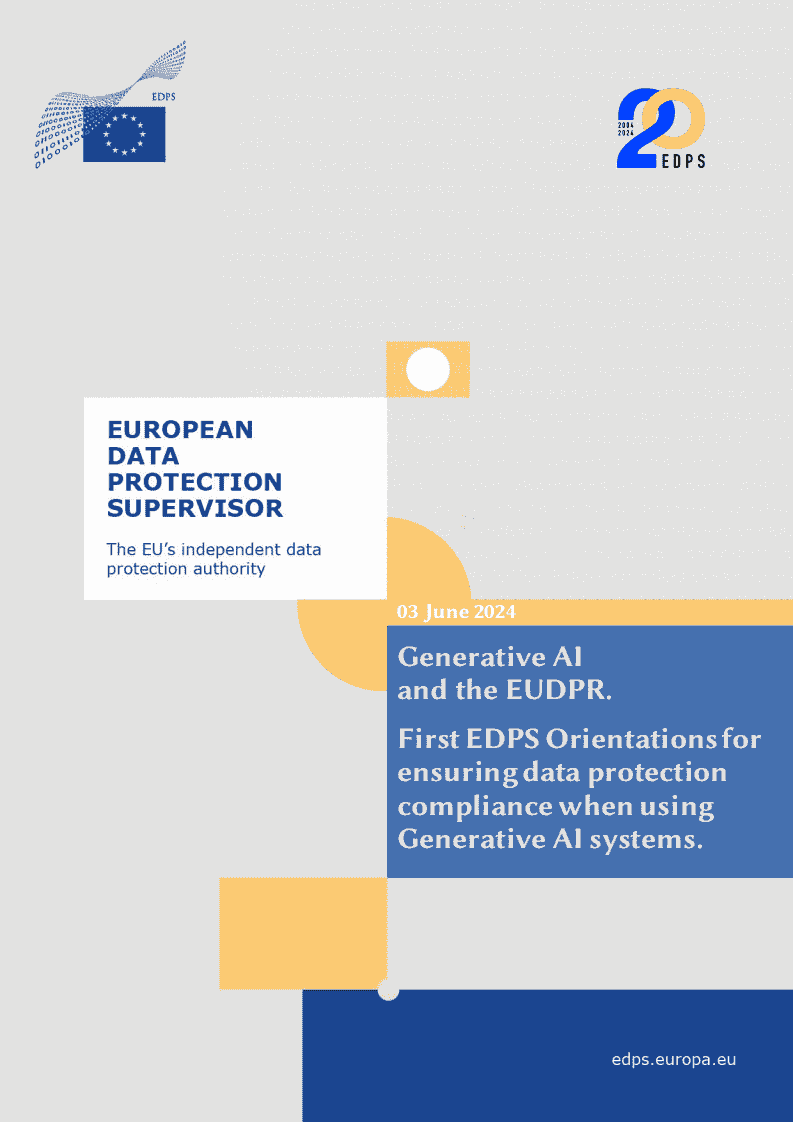 EDPS
2004
2024
20
EDPS
EUROPEAN
DATA
PROTECTION
SUPERVISOR
The EU's independent data
protection authority
03 June 2024
Generative AI
and the EUDPR.
First EDPS Orientations for
ensuring data protection
compliance when using
Generative AI systems.
edps.europa.eu